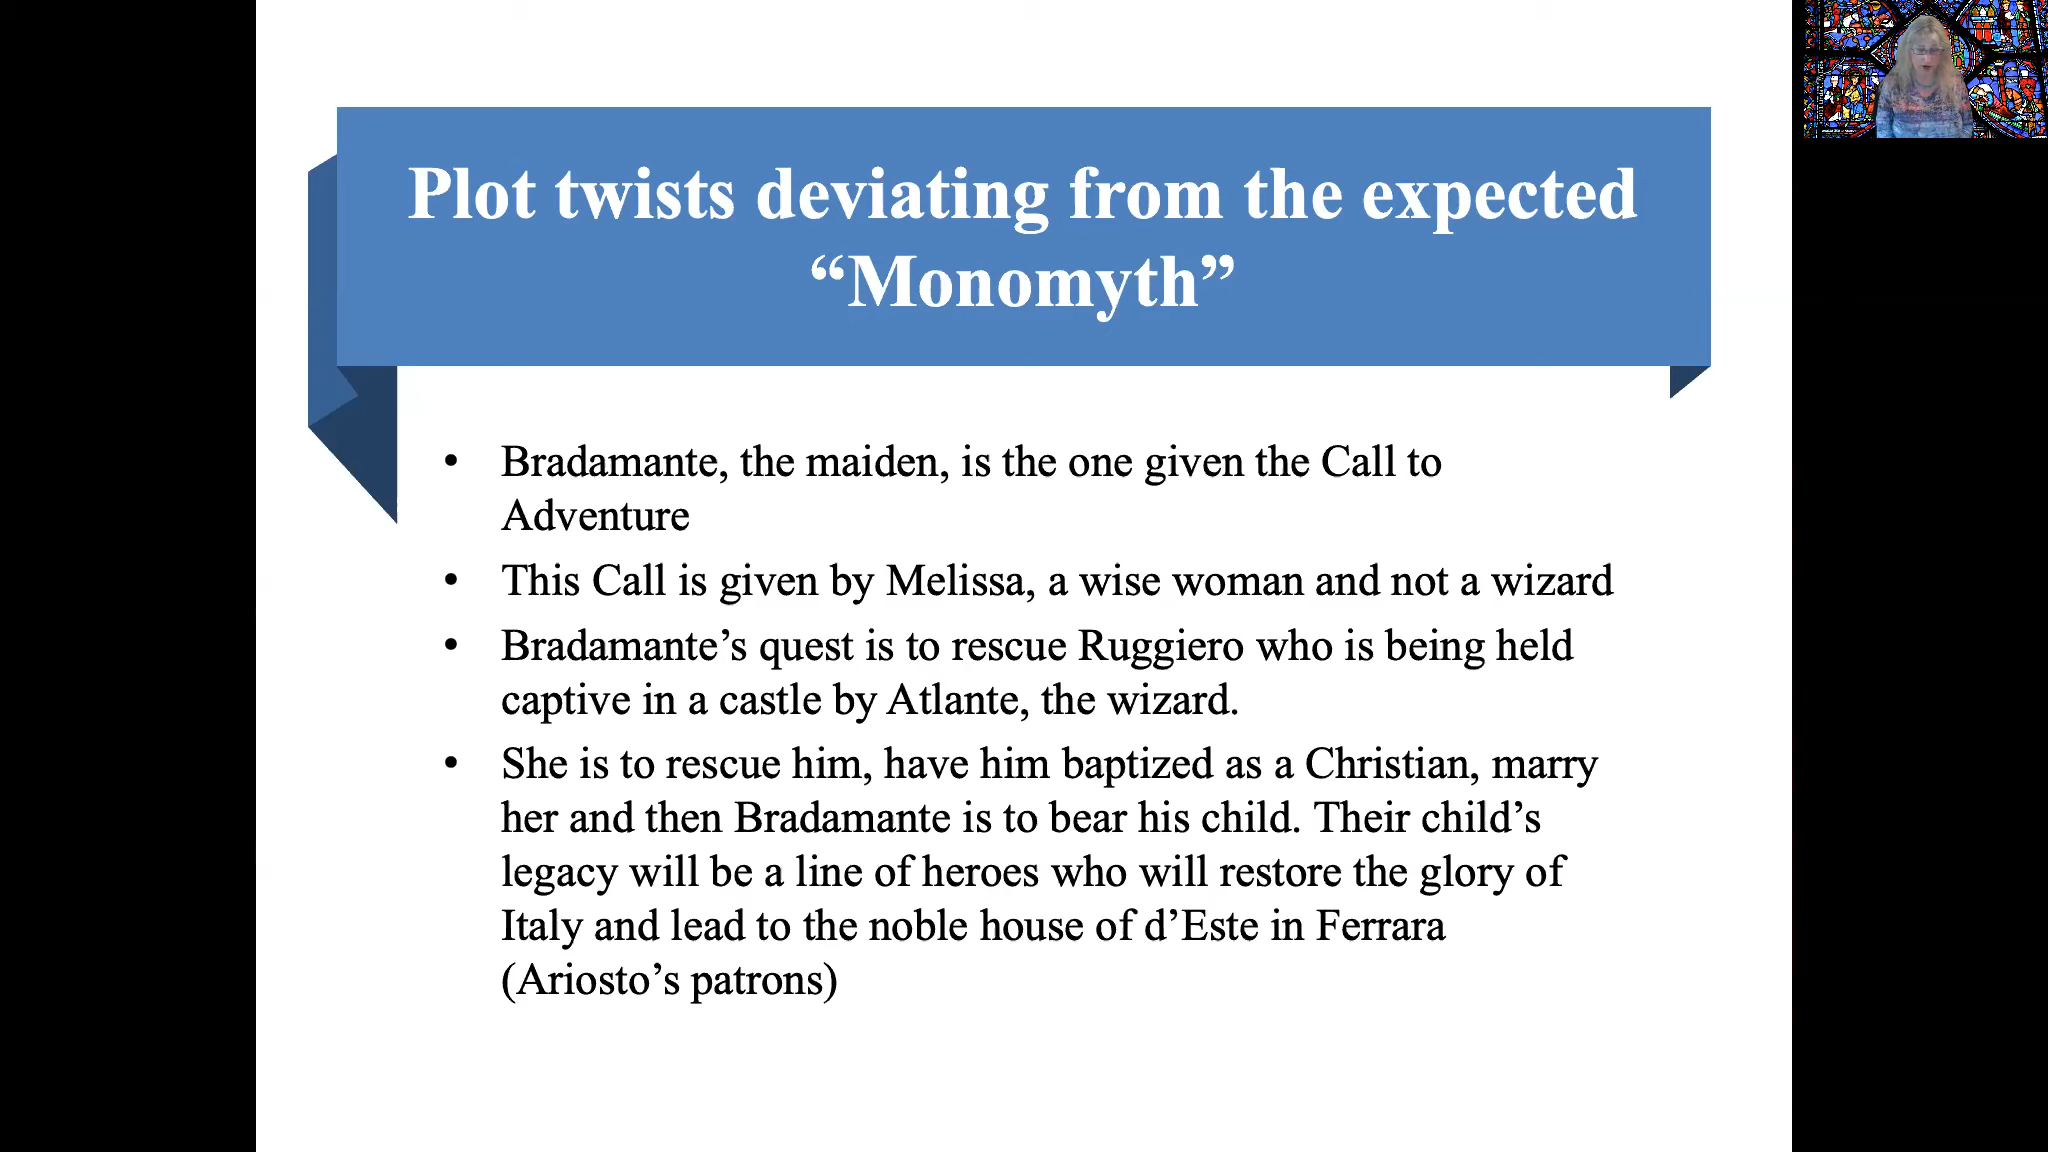 Plot twists deviating from the expected
“Monomyth”
• Bradamante, the maiden, is the one given the Call to
Adventure
• This Call is given by Melissa, a wise woman and not a wizard
• Bradamante’s quest is to rescue Ruggiero who is being held
captive in a castle by Atlante, the wizard.
• She is to rescue him, have him baptized as a Christian, marry
her and then Bradamante is to bear his child. Their child’s
legacy will be a line of heroes who will restore the glory of
Italy and lead to the noble house of d’Este in Ferrara
(Ariosto’s patrons)